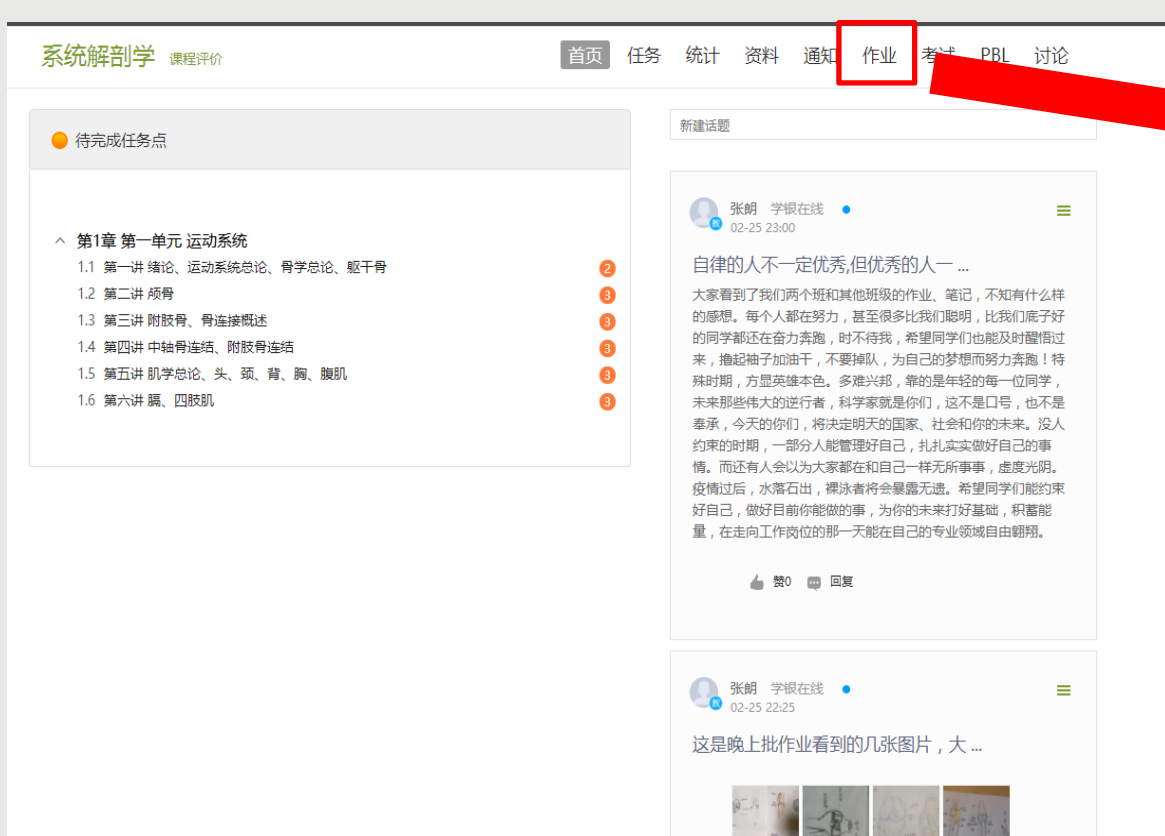 系统解剖学 课程评价
首页 任务 统计 资料 通知 作业 考试 PBL 讨论
待完成任务点
第1章 第一单元 运动系统
1.1 第一讲 绪论、运动系统总论、骨学总论、躯干骨 2
1.2 第二讲 颅骨 3
1.3 第三讲 附肢骨、骨连接概述 3
1.4 第四讲 中轴骨连结、附肢骨连结 3
1.5 第五讲 肌学总论、头、颈、背、胸、腹肌 3
1.6 第六讲 膈、四肢肌 3
新建话题
张朗 学银在线
教
02-25 23:00
自律的人不一定优秀,但优秀的人一 ...
大家看到了我们两个班和其他班级的作业、笔记，不知有什么样
的感想。每个人都在努力，甚至很多比我们聪明，比我们底子好
的同学都还在奋力奔跑，时不待我，希望同学们也能及时醒悟过
来，撸起袖子加油干，不要掉队，为自己的梦想而努力奔跑！特
殊时期，方显英雄本色。多难兴邦，靠的是年轻的每一位同学，
未来那些伟大的逆行者，科学家就是你们，这不是口号，也不是
奉承，今天的你们，将决定明天的国家、社会和你的未来。没人
约束的时期，一部分人能管理好自己，扎扎实实做好自己的事
情。而还有人会以为大家都在和自己一样无所事事，虚度光阴。
疫情过后，水落石出，裸泳者将会暴露无遗。希望同学们能约束
好自己，做好目前你能做的事，为你的未来打好基础，积蓄能
量，在走向工作岗位的那一天能在自己的专业领域自由翱翔。
赞0 回复
张朗 学银在线
教
02-25 22:25
这是晚上批作业看到的几张图片，大 ...